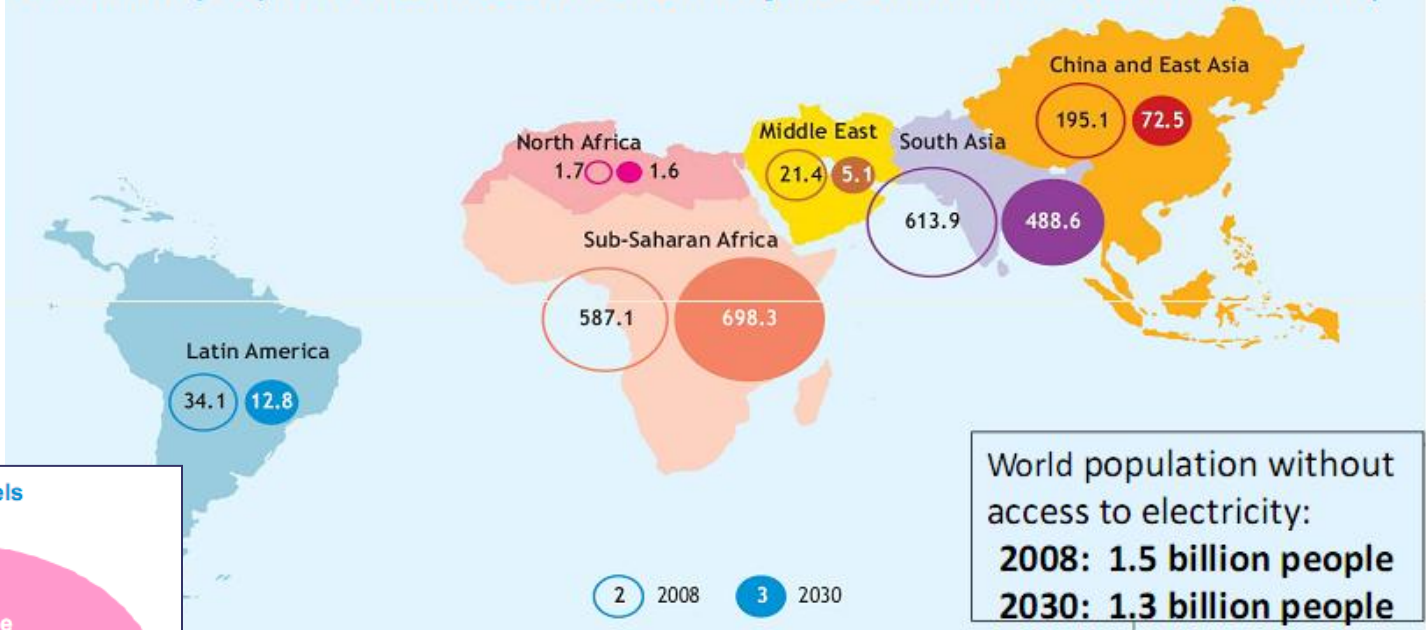 China and East Asia
195.1 72.5
North Africa
1.7 1.6
Middle East
21.4 5.1
South Asia
613.9 488.6
Sub-Saharan Africa
587.1 698.3
Latin America
34.1 12.8
els
e
2 2008 3 2030
World population without
access to electricity:
2008: 1.5 billion people
2030: 1.3 billion people